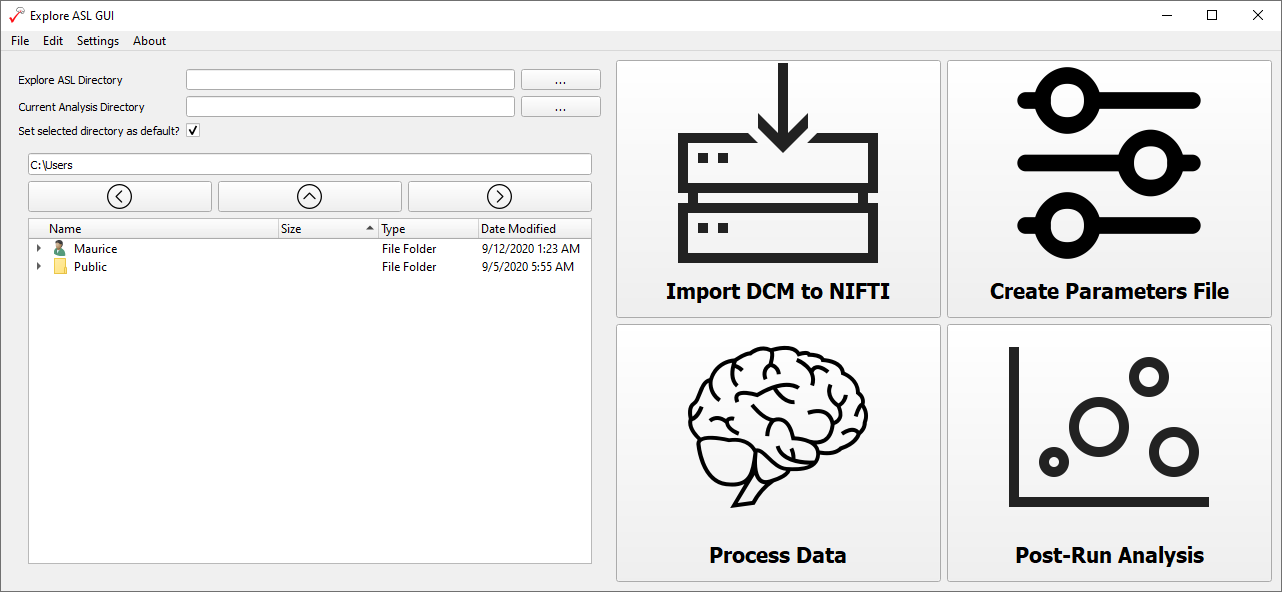 Explore ASL GUI
File Edit Settings About
Explore ASL Directory ...
Current Analysis Directory ...
Set selected directory as default?
C:\Users
Name Size Type Date Modified
Maurice File Folder 9/12/2020 1:23 AM
Public File Folder 9/5/2020 5:55 AM
Import DCM to NIFTI
Create Parameters File
Process Data
Post-Run Analysis